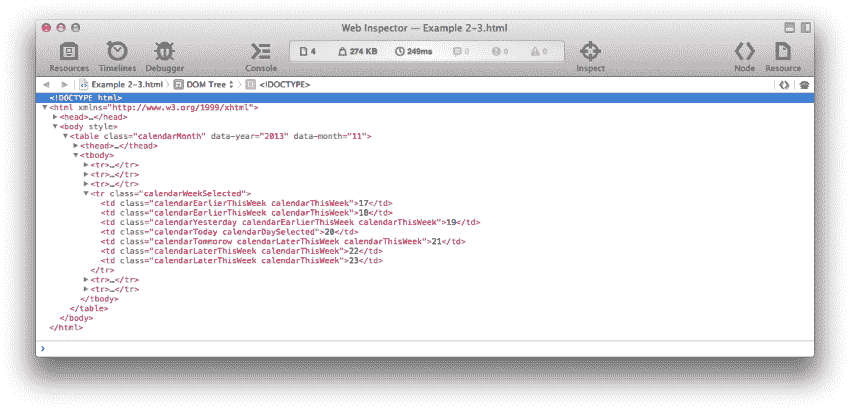 Web Inspector — Example 2-3.html
Resources Timelines Debugger Console 4 274 KB 249ms 0 0 0 Inspect Node Resource
Example 2-3.html DOM Tree <!DOCTYPE>
<!DOCTYPE html>
<html xmlns="http://www.w3.org/1999/xhtml">
<head>…</head>
<body style>
<table class="calendarMonth" data-year="2013" data-month="11">
<thead>…</thead>
<tbody>
<tr>…</tr>
<tr>…</tr>
<tr>…</tr>
<tr class="calendarWeekSelected">
<td class="calendarEarlierThisWeek calendarThisWeek">17</td>
<td class="calendarEarlierThisWeek calendarThisWeek">18</td>
<td class="calendarYesterday calendarEarlierThisWeek calendarThisWeek">19</td>
<td class="calendarToday calendarDaySelected">20</td>
<td class="calendarTommorow calendarLaterThisWeek calendarThisWeek">21</td>
<td class="calendarLaterThisWeek calendarThisWeek">22</td>
<td class="calendarLaterThisWeek calendarThisWeek">23</td>
</tr>
<tr>…</tr>
<tr>…</tr>
</tbody>
</table>
</body>
</html>